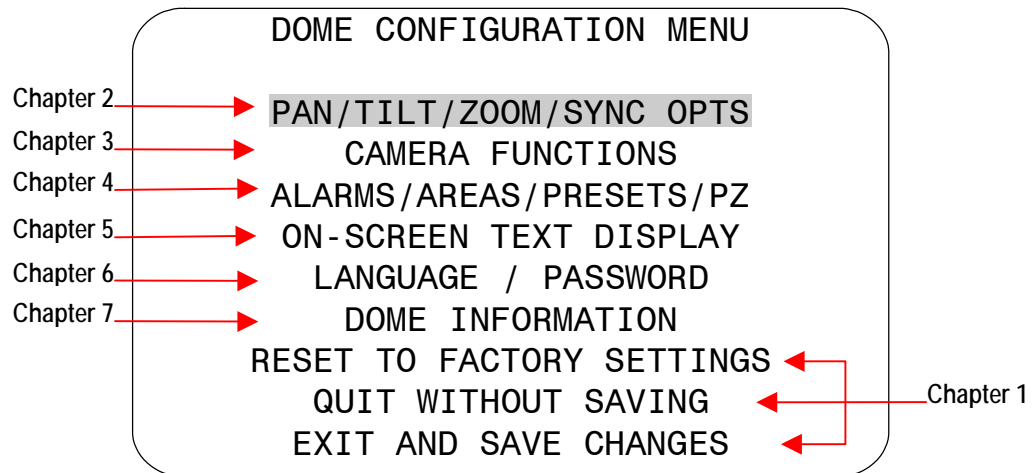 DOME CONFIGURATION MENU
Chapter 2
PAN/TILT/ZOOM/SYNC OPTS
Chapter 3
CAMERA FUNCTIONS
Chapter 4
ALARMS/AREAS/PRESETS/PZ
Chapter 5
ON-SCREEN TEXT DISPLAY
Chapter 6
LANGUAGE / PASSWORD
Chapter 7
DOME INFORMATION
RESET TO FACTORY SETTINGS
QUIT WITHOUT SAVING
Chapter 1
EXIT AND SAVE CHANGES